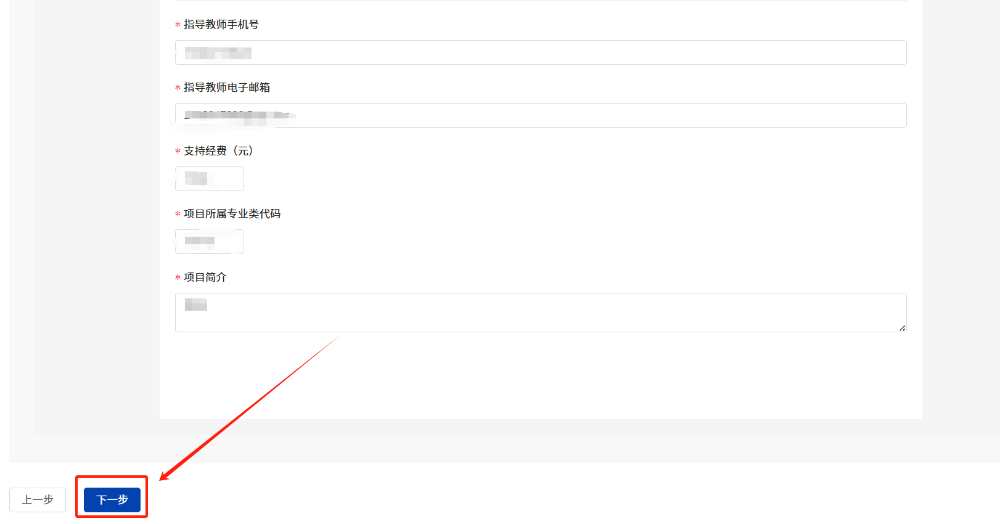 * 指导教师手机号
* 指导教师电子邮箱
* 支持经费（元）
* 项目所属专业类代码
* 项目简介
上一步
下一步